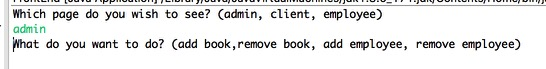 Which page do you wish to see? (admin, client, employee)
admin
What do you want to do? (add book,remove book, add employee, remove employee)